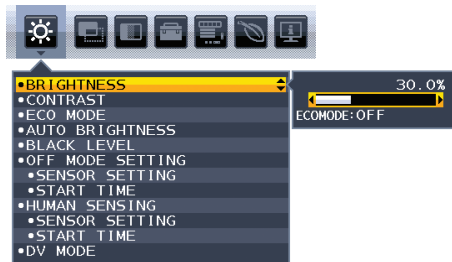 •BRIGHTNESS
30.0%
ECOMODE:OFF
•CONTRAST
•ECO MODE
•AUTO BRIGHTNESS
•BLACK LEVEL
•OFF MODE SETTING
•SENSOR SETTING
•START TIME
•HUMAN SENSING
•SENSOR SETTING
•START TIME
•DV MODE